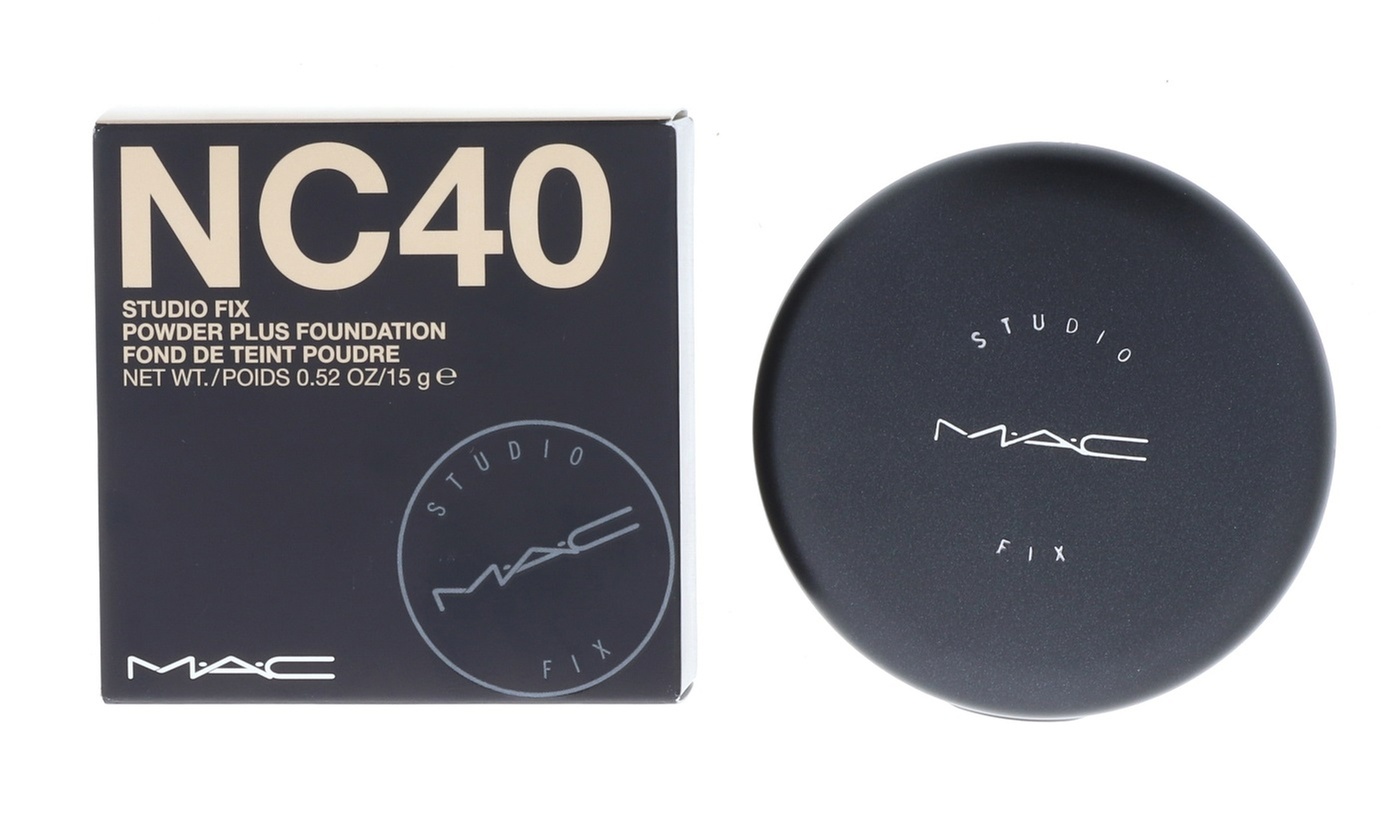 NC40
STUDIO FIX
POWDER PLUS FOUNDATION
FOND DE TEINT POUDRE
NET WT./POIDS 0.52 OZ/15 g ℮
STUDIO
MAC
FIX
M·A·C
STUDIO
M·A·C
FIX